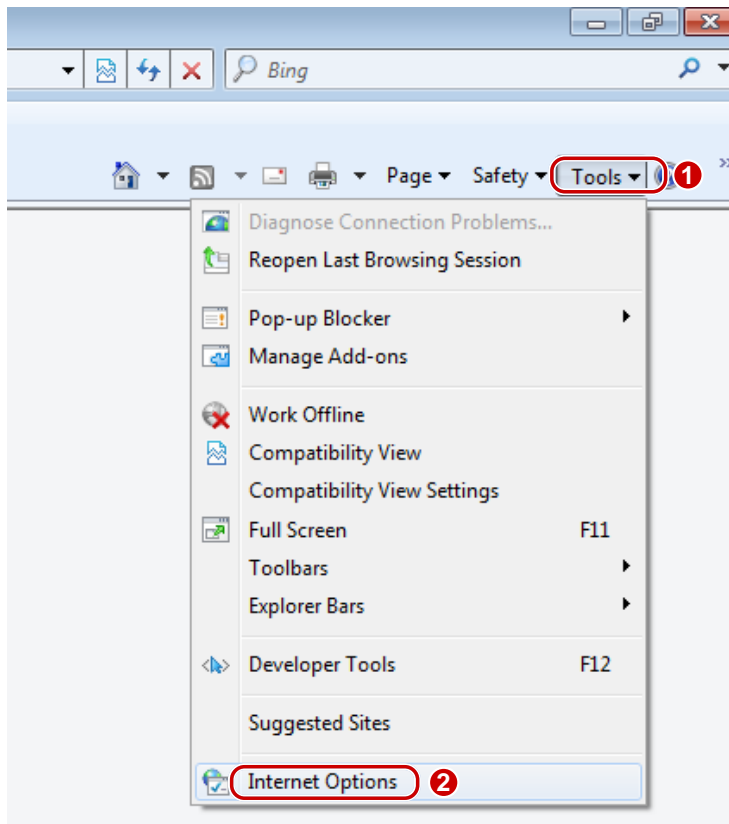 Bing
Page Safety Tools 1
Diagnose Connection Problems...
Reopen Last Browsing Session
Pop-up Blocker
Manage Add-ons
Work Offline
Compatibility View
Compatibility View Settings
Full Screen F11
Toolbars
Explorer Bars
Developer Tools F12
Suggested Sites
Internet Options 2